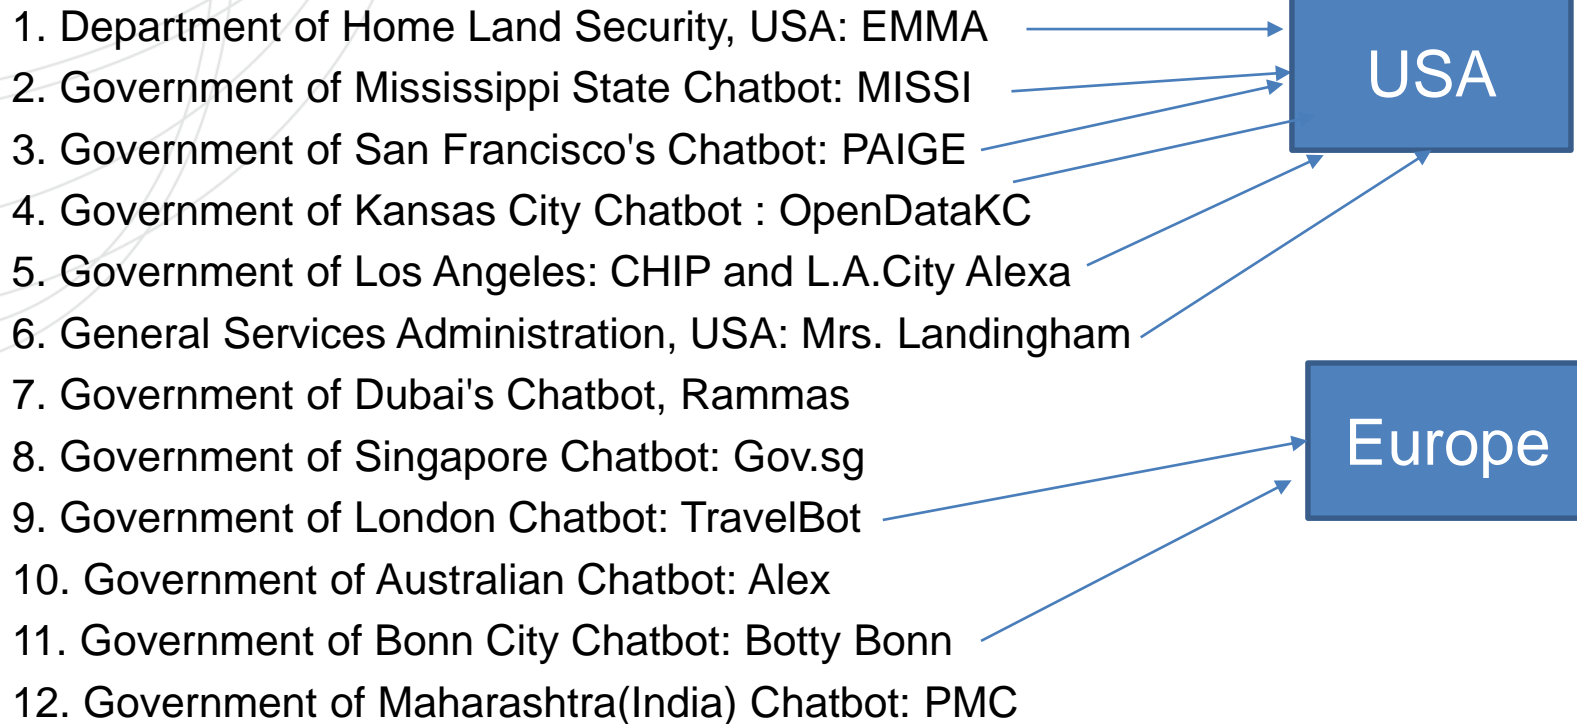 1. Department of Home Land Security, USA: EMMA
2. Government of Mississippi State Chatbot: MISSI
3. Government of San Francisco's Chatbot: PAIGE
4. Government of Kansas City Chatbot : OpenDataKC
5. Government of Los Angeles: CHIP and L.A.City Alexa
6. General Services Administration, USA: Mrs. Landingham
7. Government of Dubai's Chatbot, Rammas
8. Government of Singapore Chatbot: Gov.sg
9. Government of London Chatbot: TravelBot
10. Government of Australian Chatbot: Alex
11. Government of Bonn City Chatbot: Botty Bonn
12. Government of Maharashtra(India) Chatbot: PMC
USA
Europe